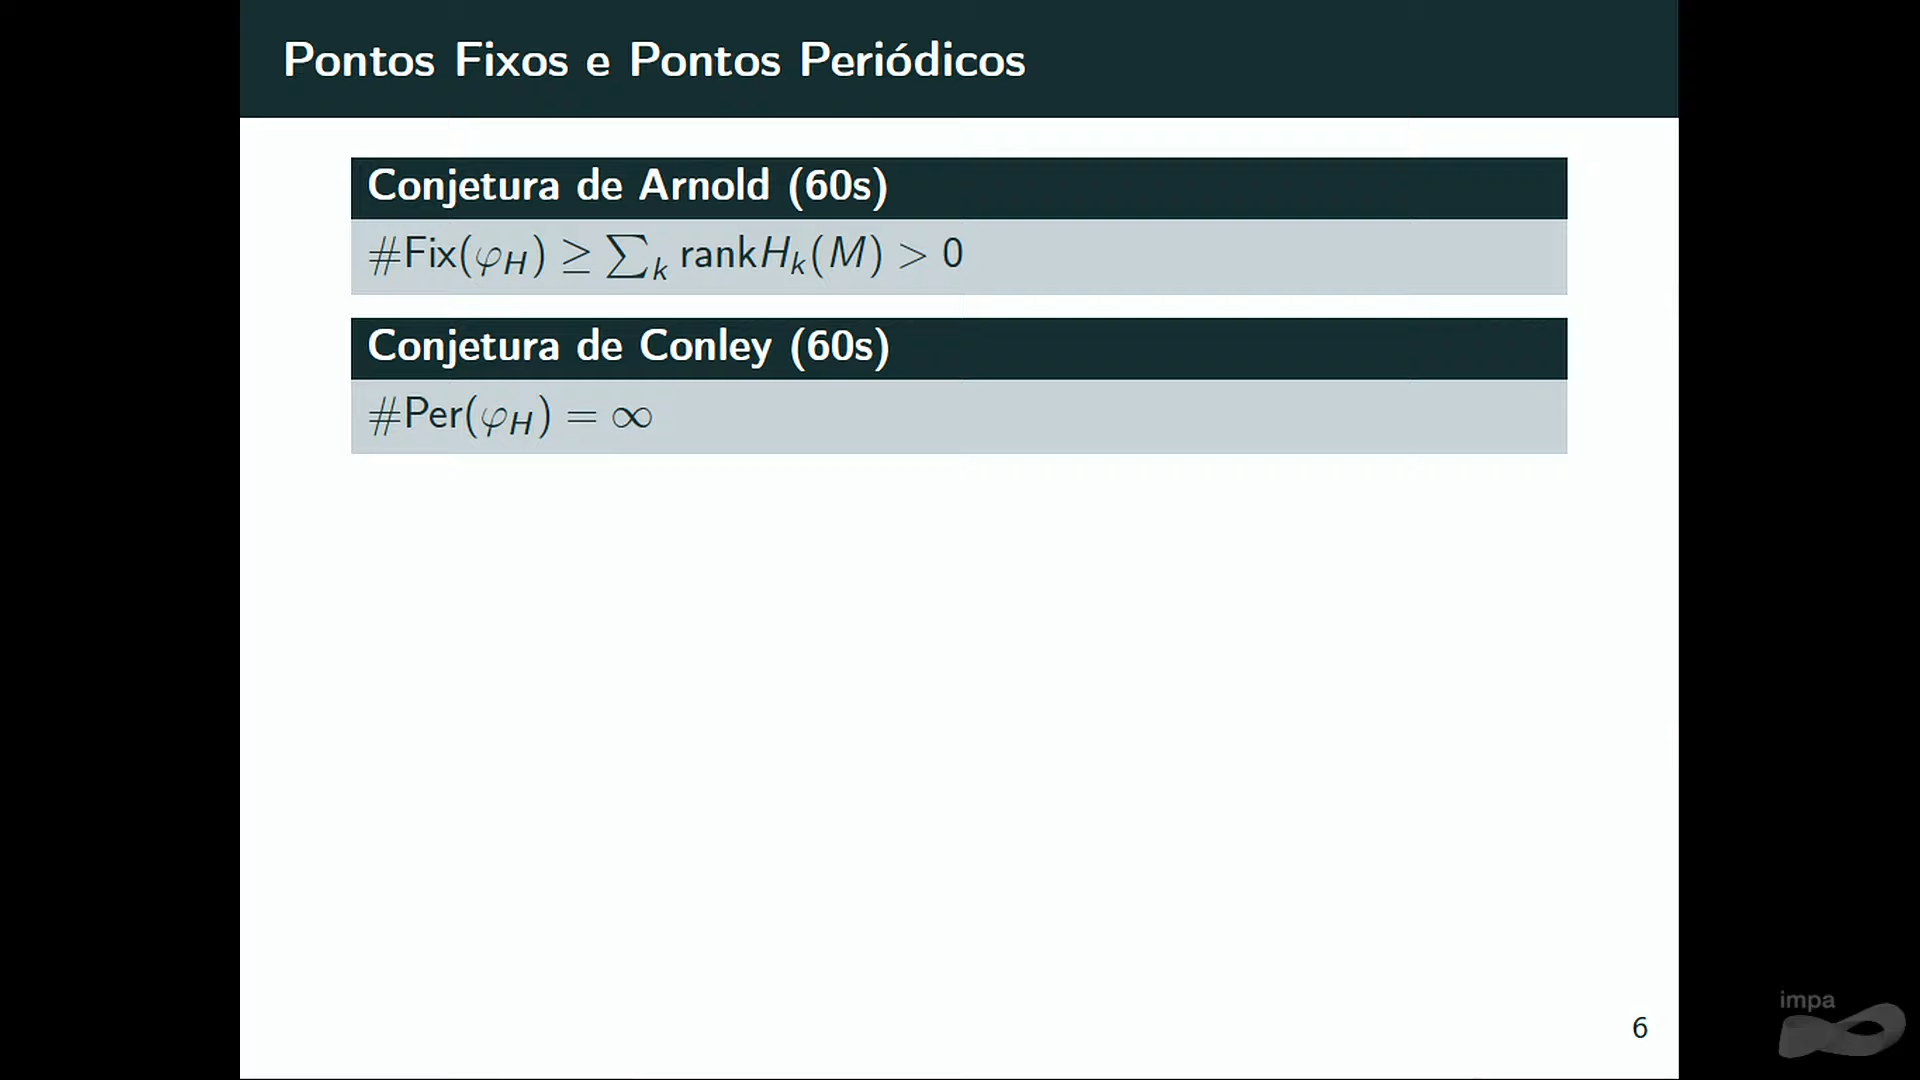 Pontos Fixos e Pontos Periódicos
Conjetura de Arnold (60s)
#Fix(φ_H) ≥ ∑_k rankH_k(M) > 0
Conjetura de Conley (60s)
#Per(φ_H) = ∞
impa
6